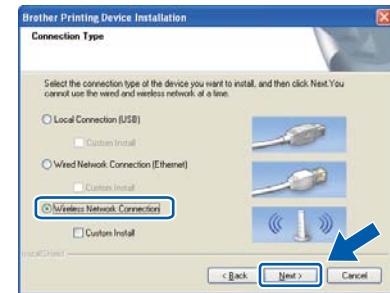 Brother Printing Device Installation
Connection Type
Select the connection type of the device you want to install, and then click Next. You
cannot use the wired and wireless network at a time.
Local Connection (USB)
Custom Install
Wired Network Connection (Ethernet)
Custom Install
Wireless Network Connection
Custom Install
InstallShield
< Back
Next >
Cancel